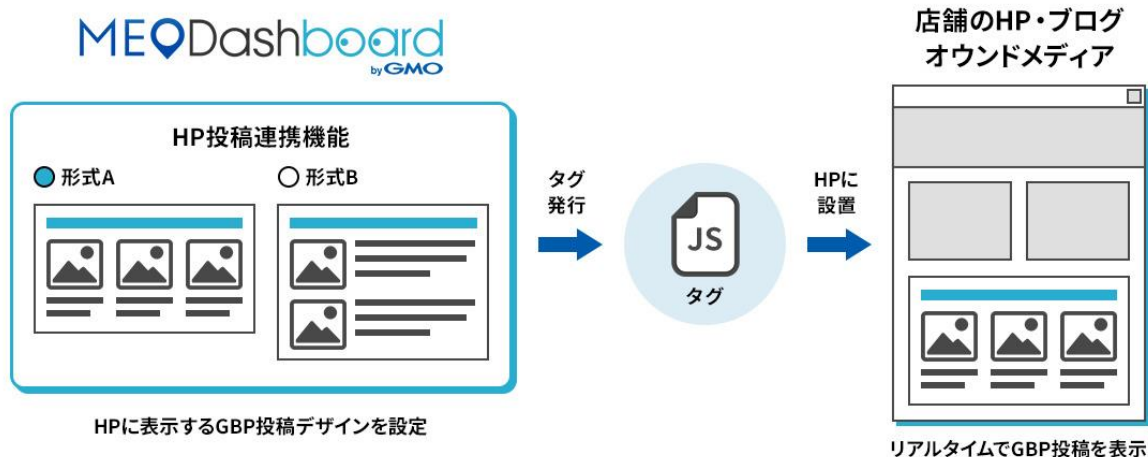 MEODashboard
byGMO
HP投稿連携機能
形式A
形式B
HPに表示するGBP投稿デザインを設定
タグ
発行
JS
タグ
HPに
設置
店舗のHP・ブログ
オウンドメディア
リアルタイムでGBP投稿を表示